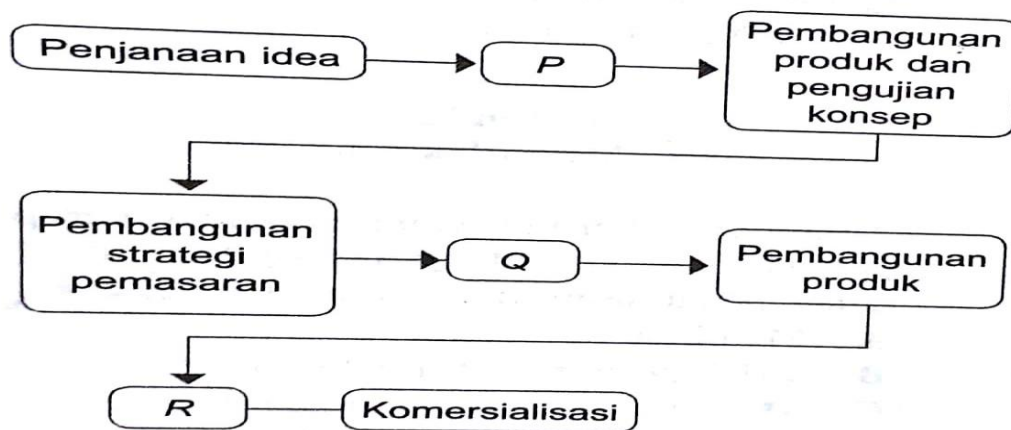 Penjanaan idea
P
Pembangunan
produk dan
pengujian
konsep
Pembangunan
strategi
pemasaran
Q
Pembangunan
produk
R
Komersialisasi